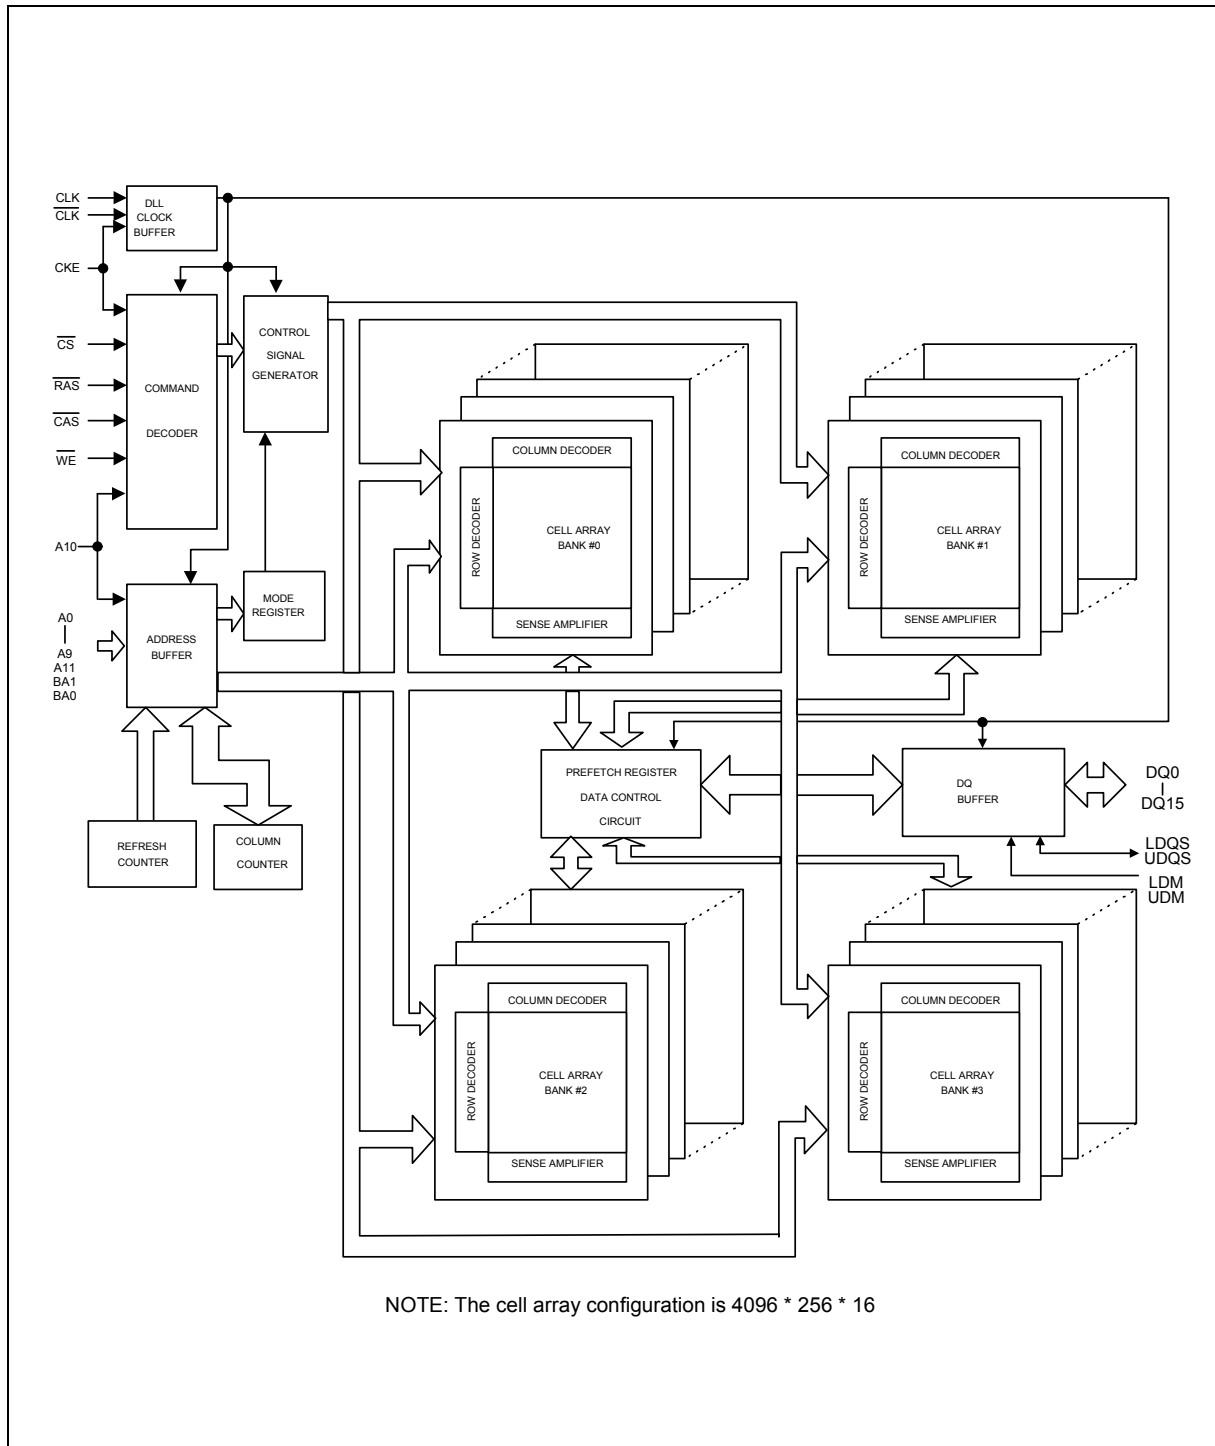 CLK
CLK
CKE
CS
RAS
CAS
WE
A10
A0
A9
A11
BA1
BA0
DLL
CLOCK
BUFFER
COMMAND
DECODER
CONTROL
SIGNAL
GENERATOR
MODE
REGISTER
ADDRESS
BUFFER
REFRESH
COUNTER
COLUMN
COUNTER
COLUMN DECODER
ROW DECODER
CELL ARRAY
BANK #0
SENSE AMPLIFIER
COLUMN DECODER
ROW DECODER
CELL ARRAY
BANK #1
SENSE AMPLIFIER
PREFETCH REGISTER
DATA CONTROL
CIRCUIT
DQ
BUFFER
DQ0
DQ15
LDQS
UDQS
LDM
UDM
COLUMN DECODER
ROW DECODER
CELL ARRAY
BANK #2
SENSE AMPLIFIER
COLUMN DECODER
ROW DECODER
CELL ARRAY
BANK #3
SENSE AMPLIFIER
NOTE: The cell array configuration is 4096 * 256 * 16